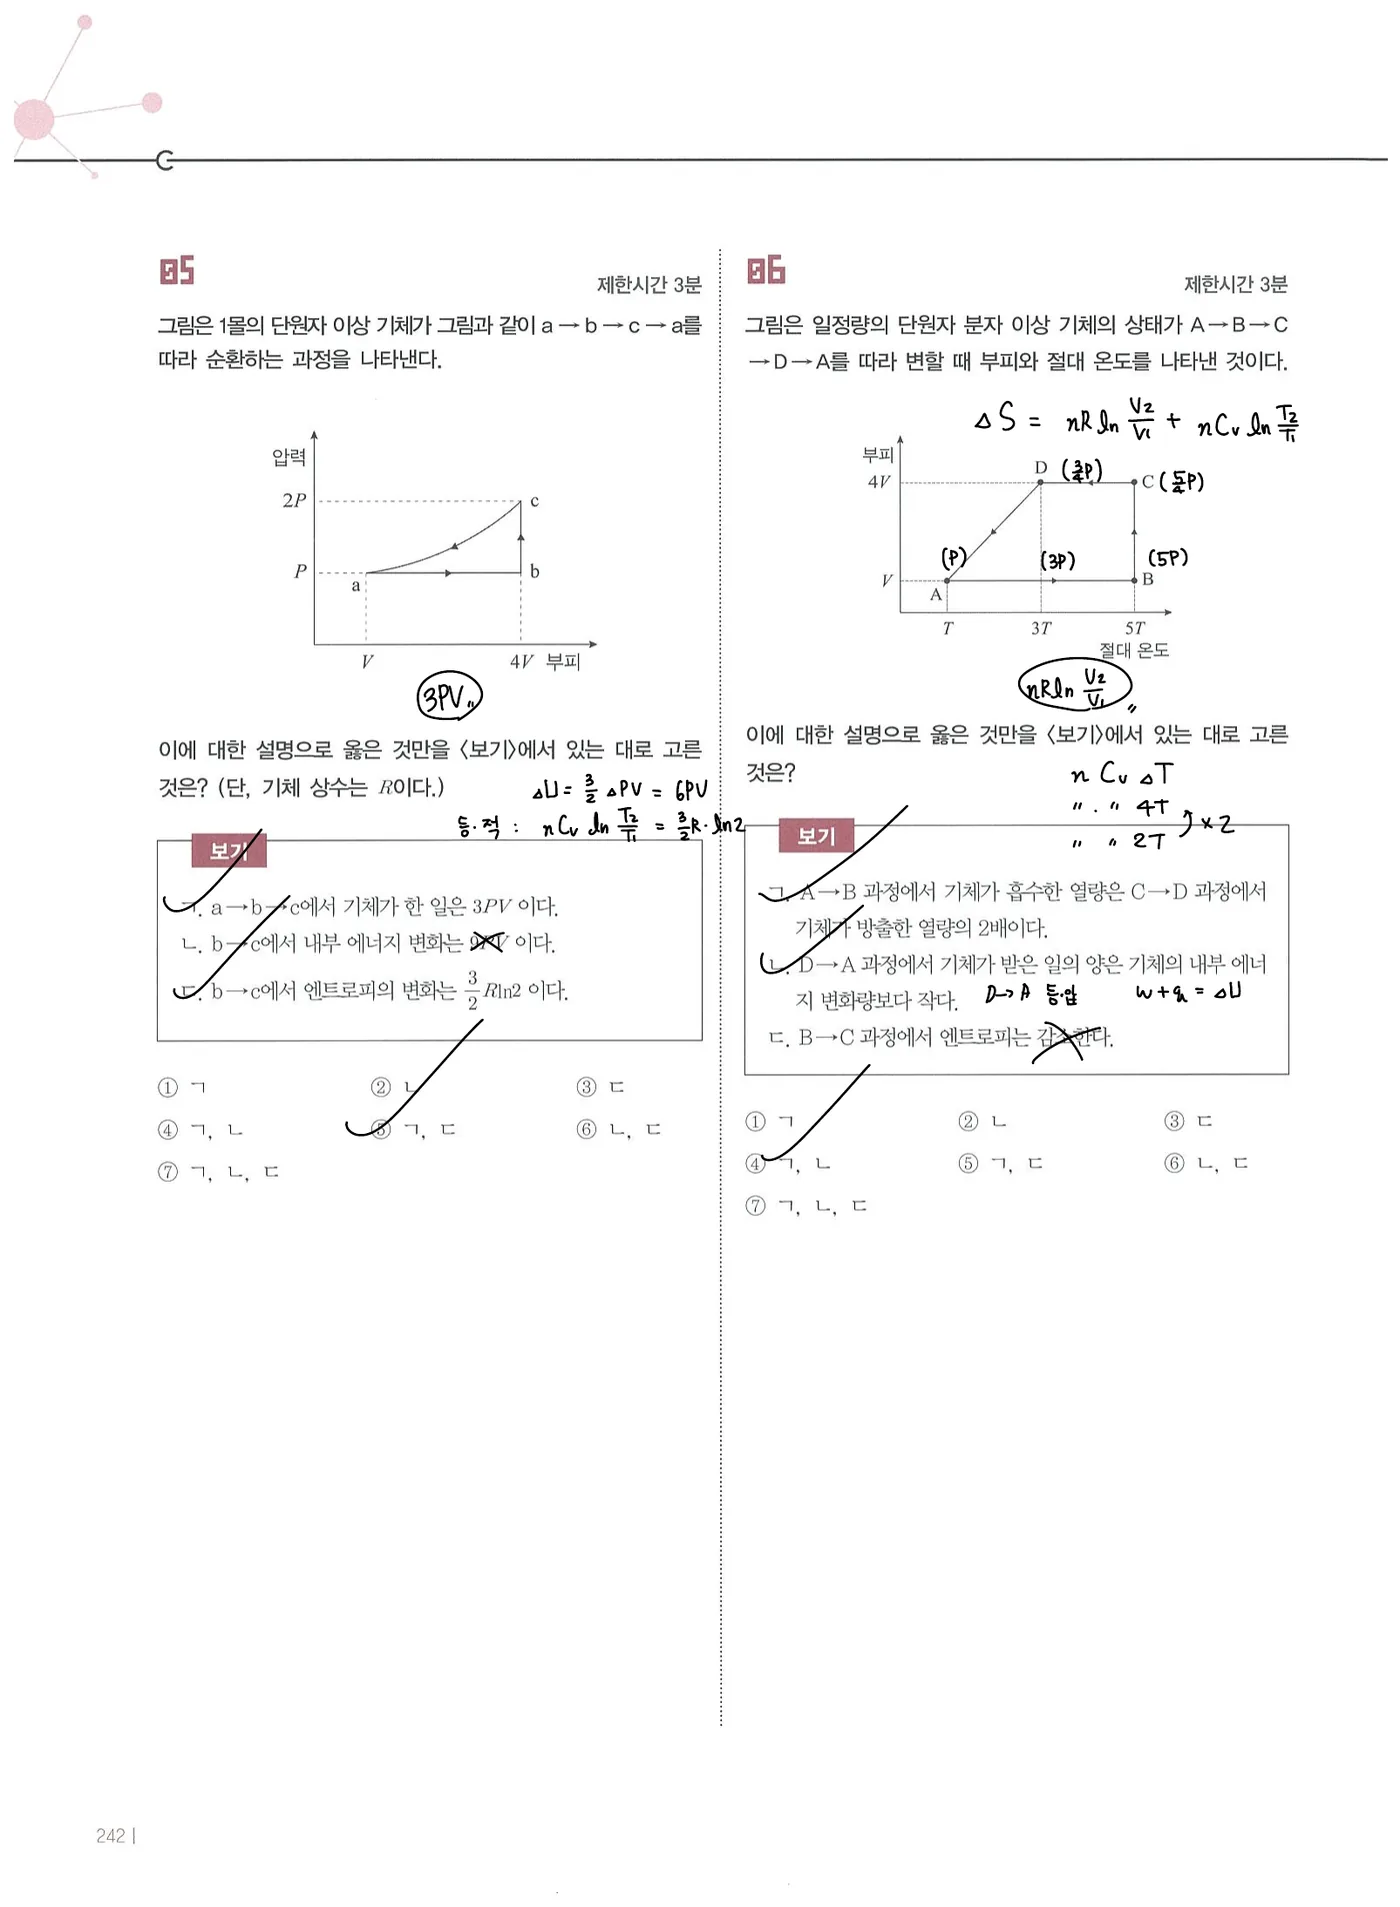 05
제한시간 3분
그림은 1몰의 단원자 이상 기체가 그림과 같이 a → b → c → a를
따라 순환하는 과정을 나타낸다.
압력
2P
c
P
a
b
V
4V 부피
3PV
이에 대한 설명으로 옳은 것만을 <보기>에서 있는 대로 고른
것은? (단, 기체 상수는 R이다.)
ΔU = 3/2 ΔPV = 6PV
등·적 : nCv ln T2/T1 = 3/2 R·ln2
보기
ㄱ. a→b→c에서 기체가 한 일은 3PV 이다.
ㄴ. b→c에서 내부 에너지 변화는 9PV 이다.
ㄷ. b→c에서 엔트로피의 변화는 3/2 Rln2 이다.
① ㄱ ② ㄴ ③ ㄷ
④ ㄱ, ㄴ ⑤ ㄱ, ㄷ ⑥ ㄴ, ㄷ
⑦ ㄱ, ㄴ, ㄷ
06
제한시간 3분
그림은 일정량의 단원자 분자 이상 기체의 상태가 A→B→C
→D→A를 따라 변할 때 부피와 절대 온도를 나타낸 것이다.
ΔS = nR ln V2/V1 + nCv ln T2/T1
부피
4V
D (3/4P)
C (5/4P)
(P)
(3P)
(5P)
V
A
B
T 3T 5T
절대 온도
nRln V2/V1
이에 대한 설명으로 옳은 것만을 <보기>에서 있는 대로 고른
것은?
n Cv ΔT
〃 · 〃 4T
〃 〃 2T
×2
보기
ㄱ. A→B 과정에서 기체가 흡수한 열량은 C→D 과정에서
기체가 방출한 열량의 2배이다.
ㄴ. D→A 과정에서 기체가 받은 일의 양은 기체의 내부 에너
지 변화량보다 작다.
D→A 등·압 w+q = ΔU
ㄷ. B→C 과정에서 엔트로피는 감소한다.
① ㄱ ② ㄴ ③ ㄷ
④ ㄱ, ㄴ ⑤ ㄱ, ㄷ ⑥ ㄴ, ㄷ
⑦ ㄱ, ㄴ, ㄷ
242 |